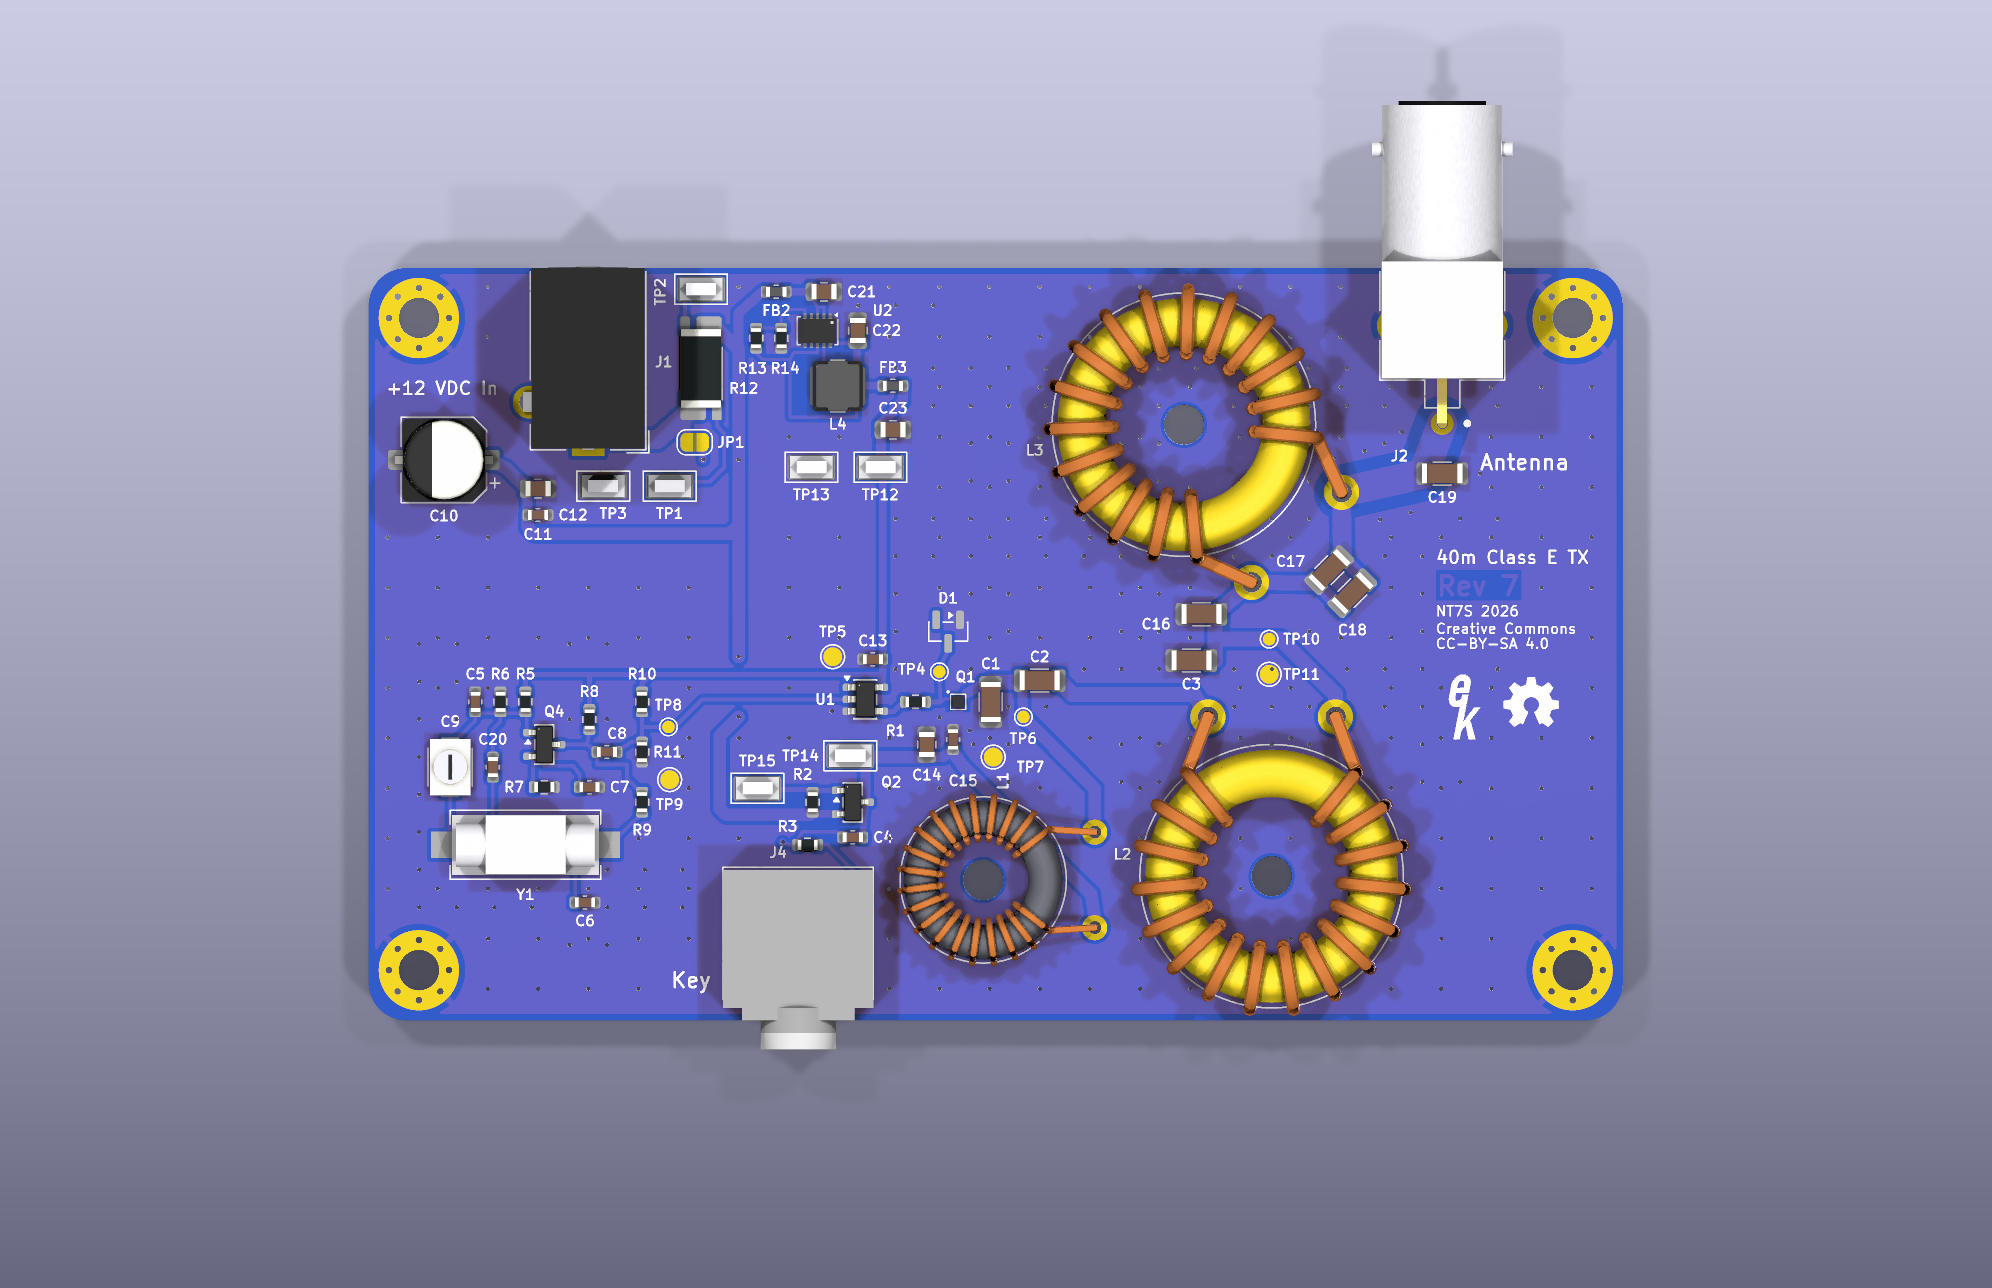 TP2
C21
FB2
U2
C22
J1
R13 R14
FB3
R12
+12 VDC In
C23
L4
JP1
L3
J2
Antenna
TP13
TP12
C19
+
C10
C12
TP3
TP1
C11
C17
40m Class E TX
Rev 7
D1
NT7S 2026
C16
Creative Commons
C18
TP5
C13
TP10
CC-BY-SA 4.0
TP4
C1
C2
C5 R6 R5
R10
Q1
TP11
C3
R8
U1
TP8
Q4
C9
R1
C8
C20
TP6
ek
R11
TP14
TP15
TP7
R2
C14
C15
L1
Q2
R7
C7
TP9
R3
R9
C4
J4
L2
Y1
C6
Key